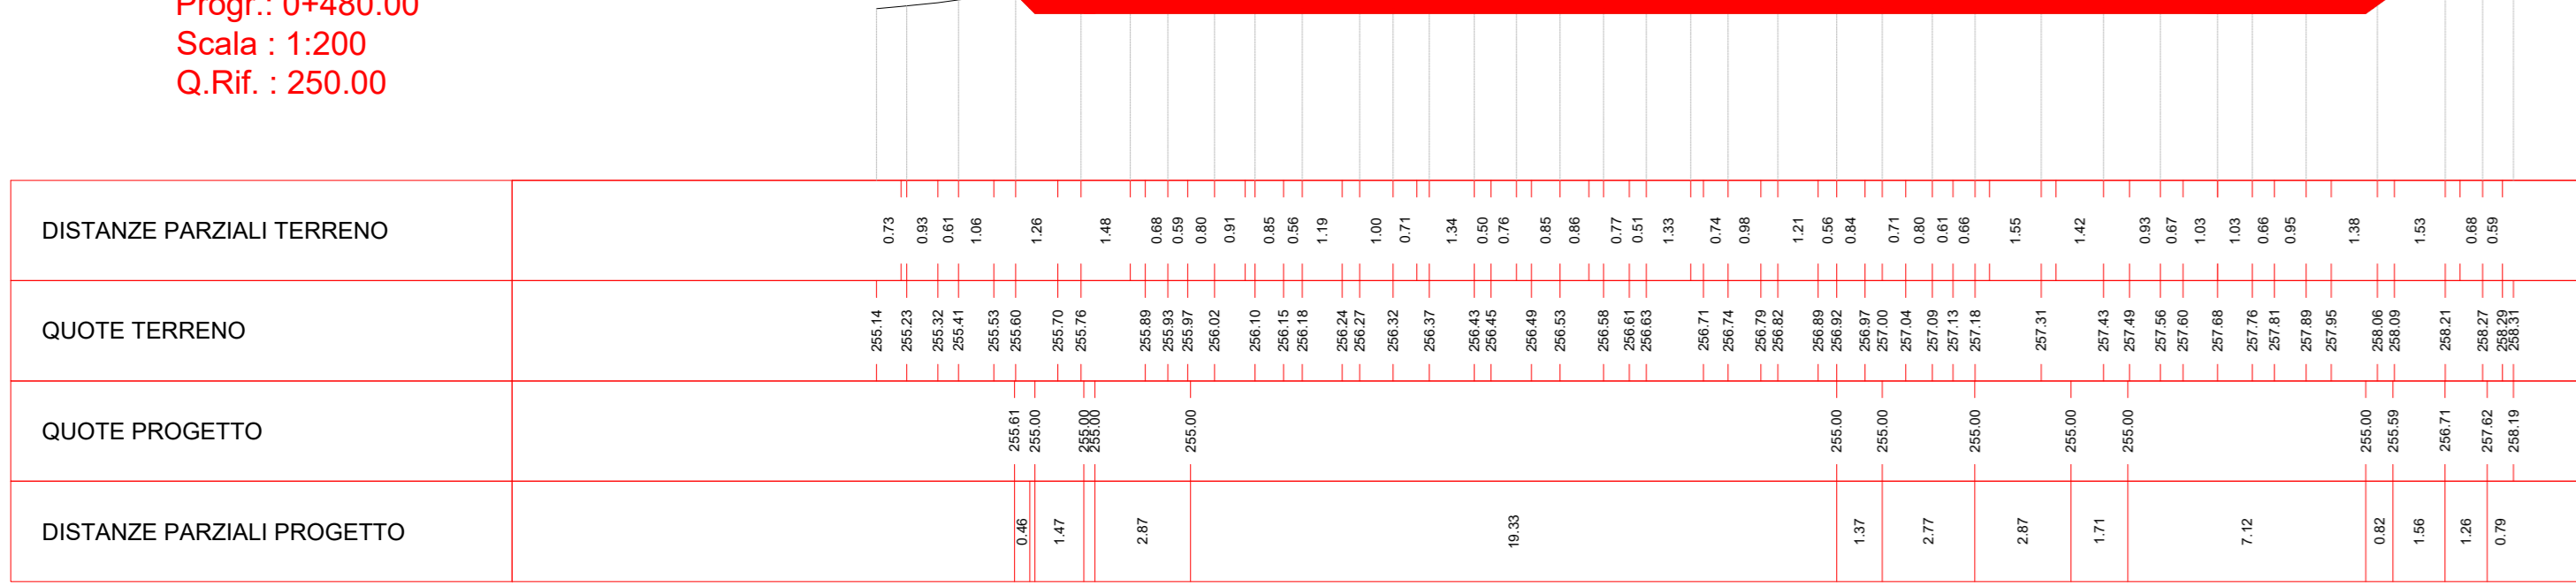 Progr.: 0+480.00
Scala : 1:200
Q.Rif. : 250.00
DISTANZE PARZIALI TERRENO 0.73 0.93 0.61 1.06 1.26 1.48 0.68 0.59 0.80 0.91 0.85 0.56 1.19 1.00 0.71 1.34 0.50 0.76 0.85 0.86 0.77 0.51 1.33 0.74 0.98 1.21 0.56 0.84 0.71 0.80 0.61 0.66 1.55 1.42 0.93 0.67 1.03 1.03 0.66 0.95 1.38 1.53 0.68 0.59
QUOTE TERRENO 255.14 255.23 255.32 255.41 255.53 255.60 255.70 255.76 255.89 255.93 255.97 256.02 256.10 256.15 256.18 256.24 256.27 256.32 256.37 256.43 256.45 256.49 256.53 256.58 256.61 256.63 256.71 256.74 256.79 256.82 256.89 256.92 256.97 257.00 257.04 257.09 257.13 257.18 257.31 257.43 257.49 257.56 257.60 257.68 257.76 257.81 257.89 257.95 258.06 258.09 258.21 258.27 258.29 258.31
QUOTE PROGETTO 255.61 255.00 255.00 255.00 255.00 255.00 255.00 255.00 255.00 255.00 255.00 255.59 256.71 257.62 258.19
DISTANZE PARZIALI PROGETTO 0.46 1.47 2.87 19.33 1.37 2.77 2.87 1.71 7.12 0.82 1.56 1.26 0.79